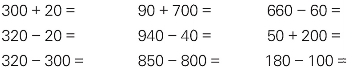 300 + 20 = 90 + 700 = 660 – 60 =
320 – 20 = 940 – 40 = 50 + 200 =
320 – 300 = 850 – 800 = 180 – 100 =